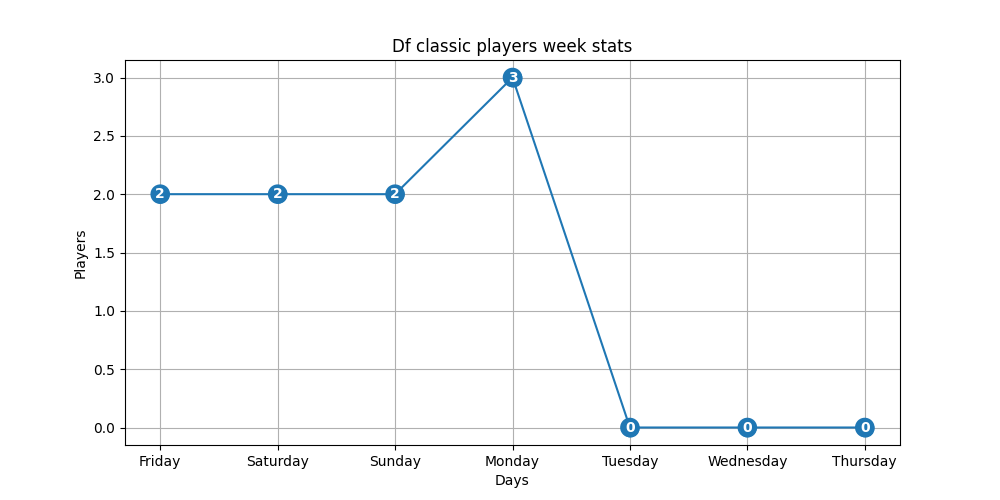 Df classic players week stats
3.0
2.5
2.0
1.5
1.0
0.5
0.0
Players
2
2
2
3
0
0
0
Friday
Saturday
Sunday
Monday
Tuesday
Wednesday
Thursday
Days